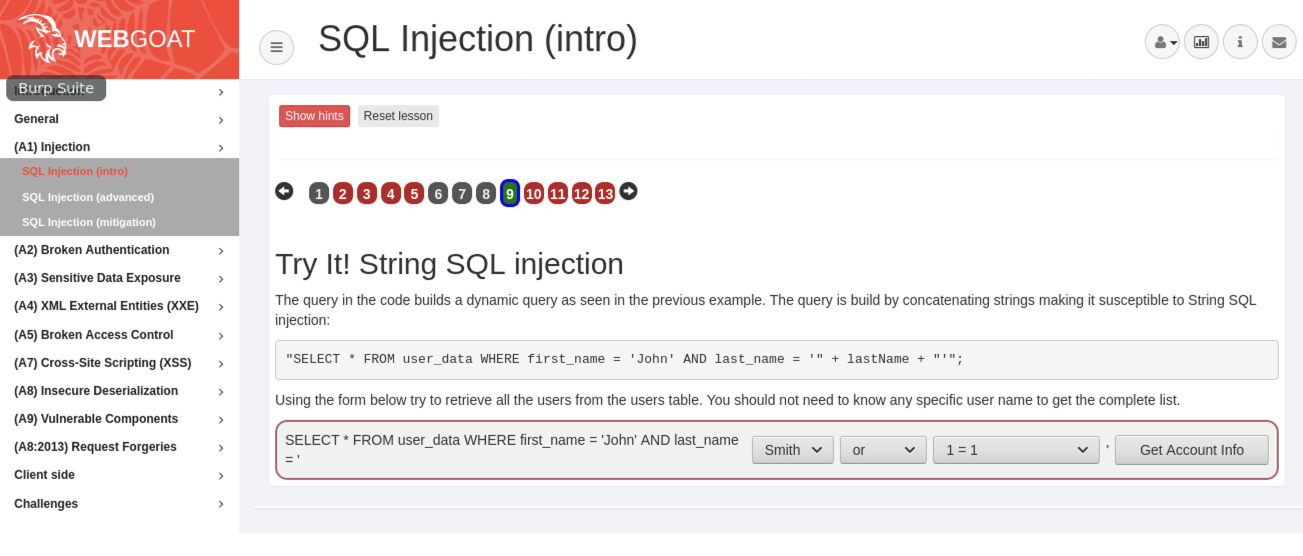 WEBGOAT
SQL Injection (intro)
Burp Suite
General
(A1) Injection
SQL Injection (intro)
SQL Injection (advanced)
SQL Injection (mitigation)
(A2) Broken Authentication
(A3) Sensitive Data Exposure
(A4) XML External Entities (XXE)
(A5) Broken Access Control
(A7) Cross-Site Scripting (XSS)
(A8) Insecure Deserialization
(A9) Vulnerable Components
(A8:2013) Request Forgeries
Client side
Challenges
Show hints Reset lesson
1 2 3 4 5 6 7 8 9 10 11 12 13
Try It! String SQL injection
The query in the code builds a dynamic query as seen in the previous example. The query is build by concatenating strings making it susceptible to String SQL
injection:
"SELECT * FROM user_data WHERE first_name = 'John' AND last_name = '" + lastName + "'";
Using the form below try to retrieve all the users from the users table. You should not need to know any specific user name to get the complete list.
SELECT * FROM user_data WHERE first_name = 'John' AND last_name
= ' Smith or 1 = 1 ' Get Account Info